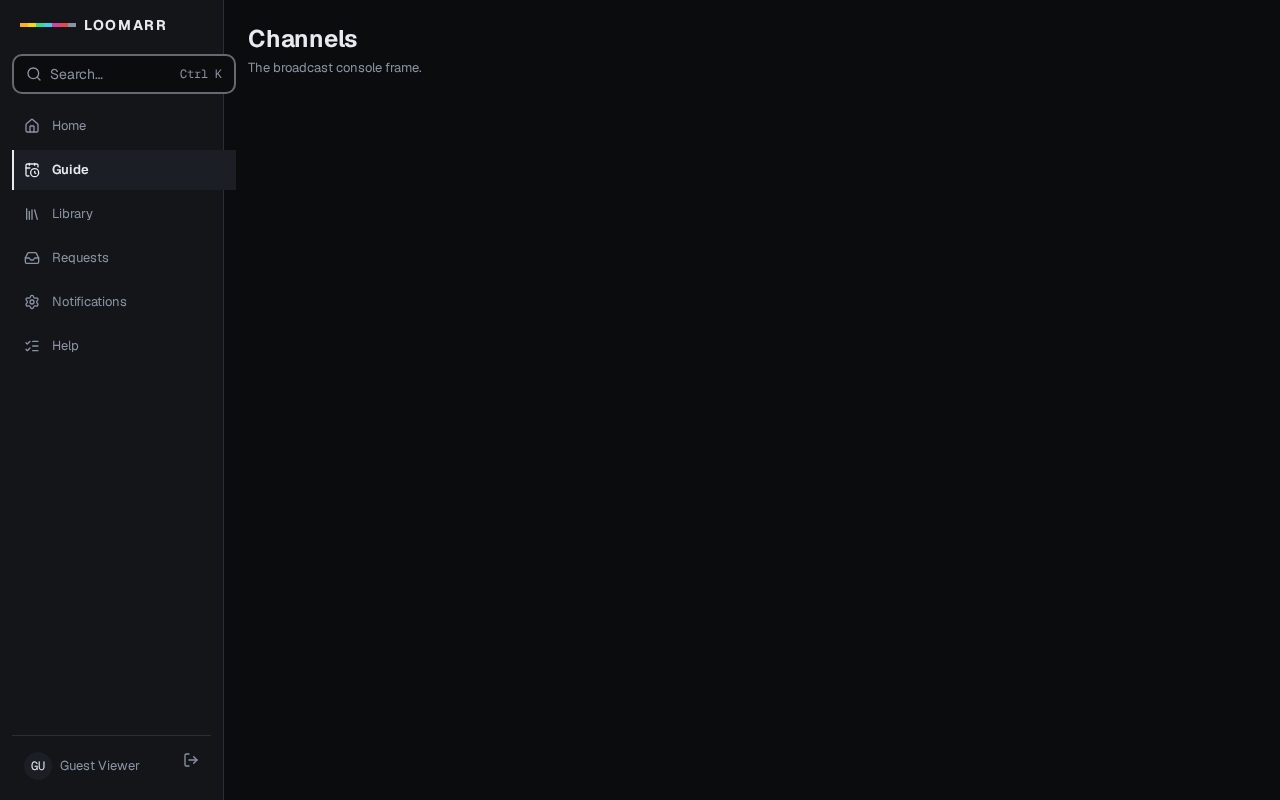 LOOMARR
Search... Ctrl K
Home
Guide
Library
Requests
Notifications
Help
GU Guest Viewer
Channels
The broadcast console frame.